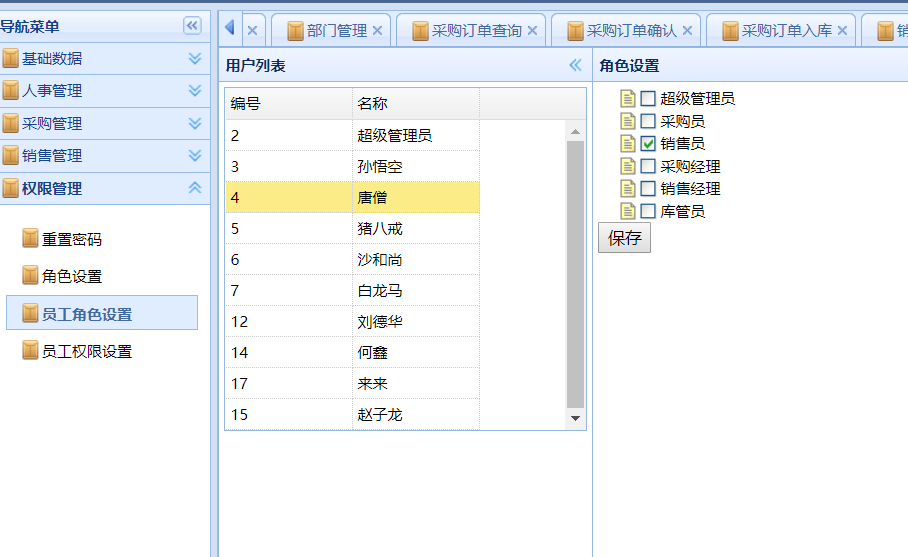 导航菜单
基础数据
人事管理
采购管理
销售管理
权限管理
重置密码
角色设置
员工角色设置
员工权限设置
部门管理 采购订单查询 采购订单确认 采购订单入库 销
用户列表
编号 名称
2 超级管理员
3 孙悟空
4 唐僧
5 猪八戒
6 沙和尚
7 白龙马
12 刘德华
14 何鑫
17 来来
15 赵子龙
角色设置
超级管理员
采购员
销售员
采购经理
销售经理
库管员
保存